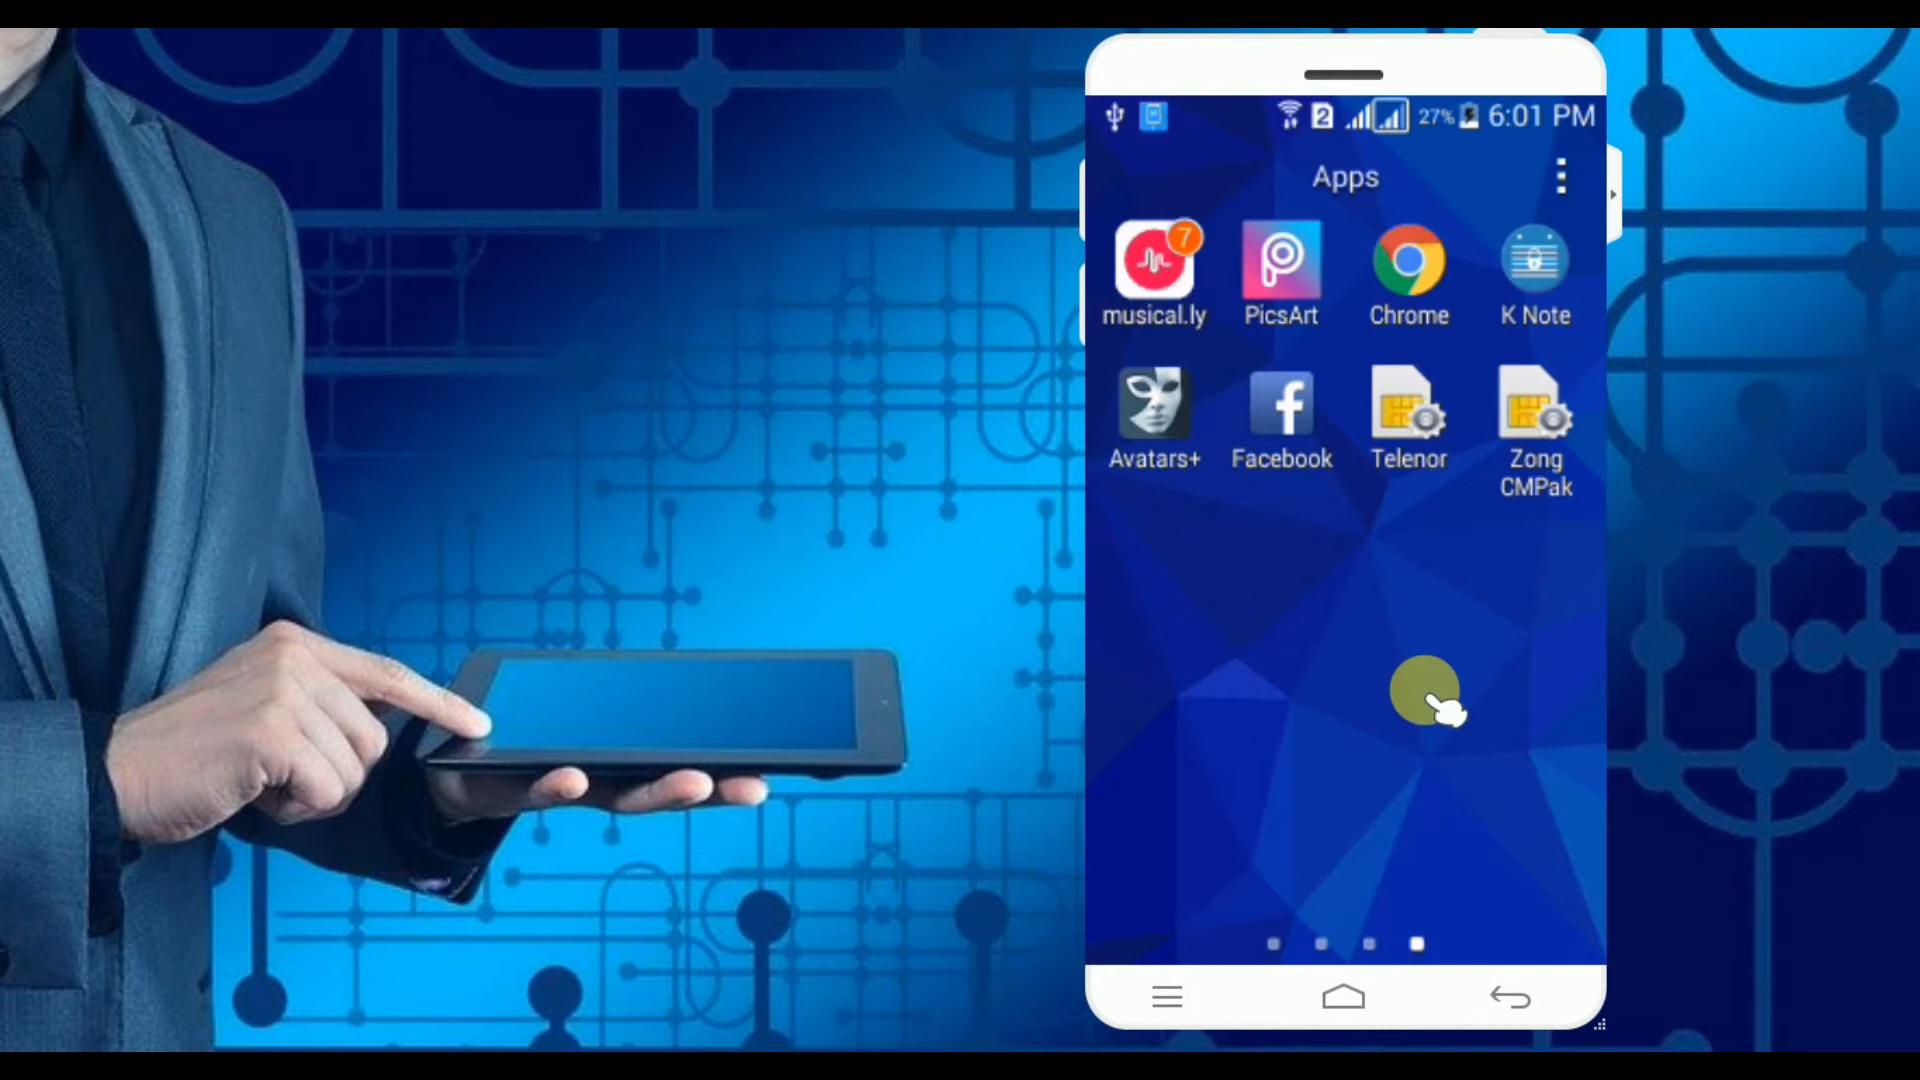 27% 6:01 PM
Apps
7
musical.ly PicsArt Chrome K Note
Avatars+ Facebook Telenor Zong
CMPak